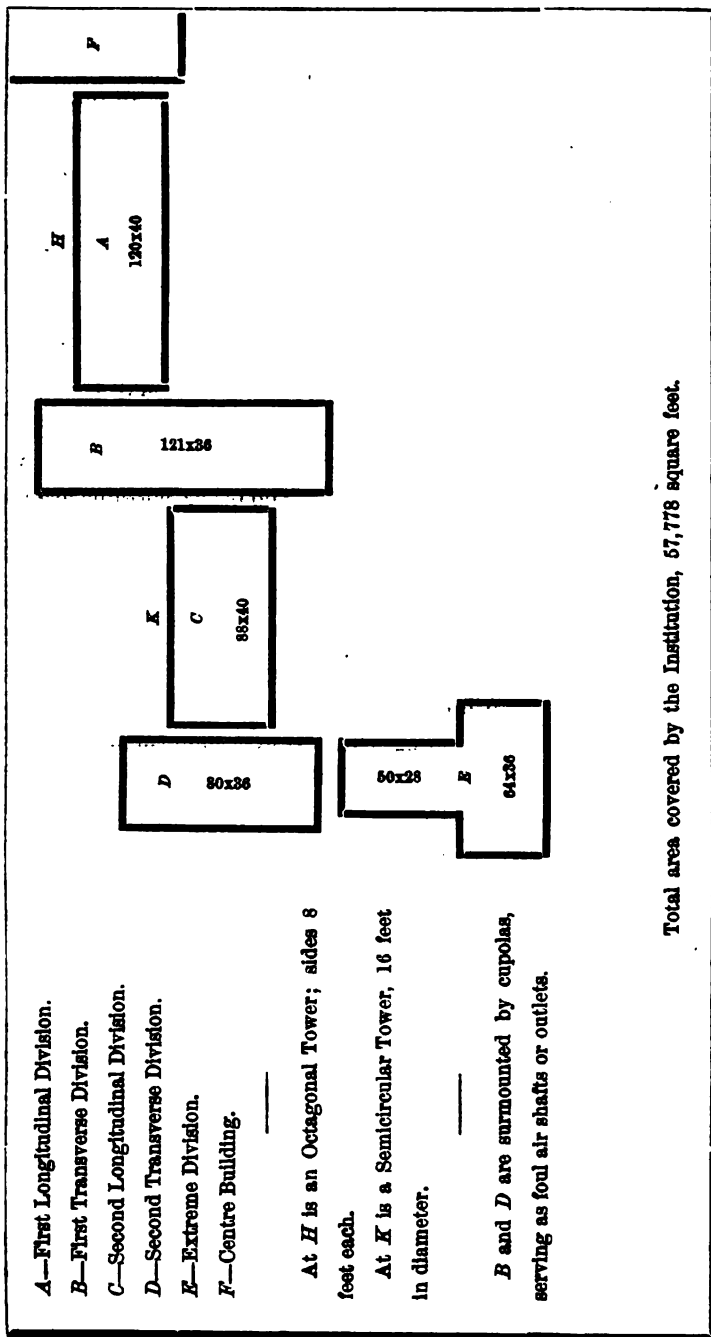 A—First Longitudinal Division.
B—First Transverse Division.
C—Second Longitudinal Division.
D—Second Transverse Division.
E—Extreme Division.
F—Centre Building.
At H is an Octagonal Tower; sides 8
feet each.
At K is a Semicircular Tower, 16 feet
in diameter.
B and D are surmounted by cupolas,
serving as foul air shafts or outlets.
D
80x36
50x28
E
64x36
K
C
88x40
B
121x36
H
A
120x40
F
Total area covered by the Institution, 57,778 square feet.